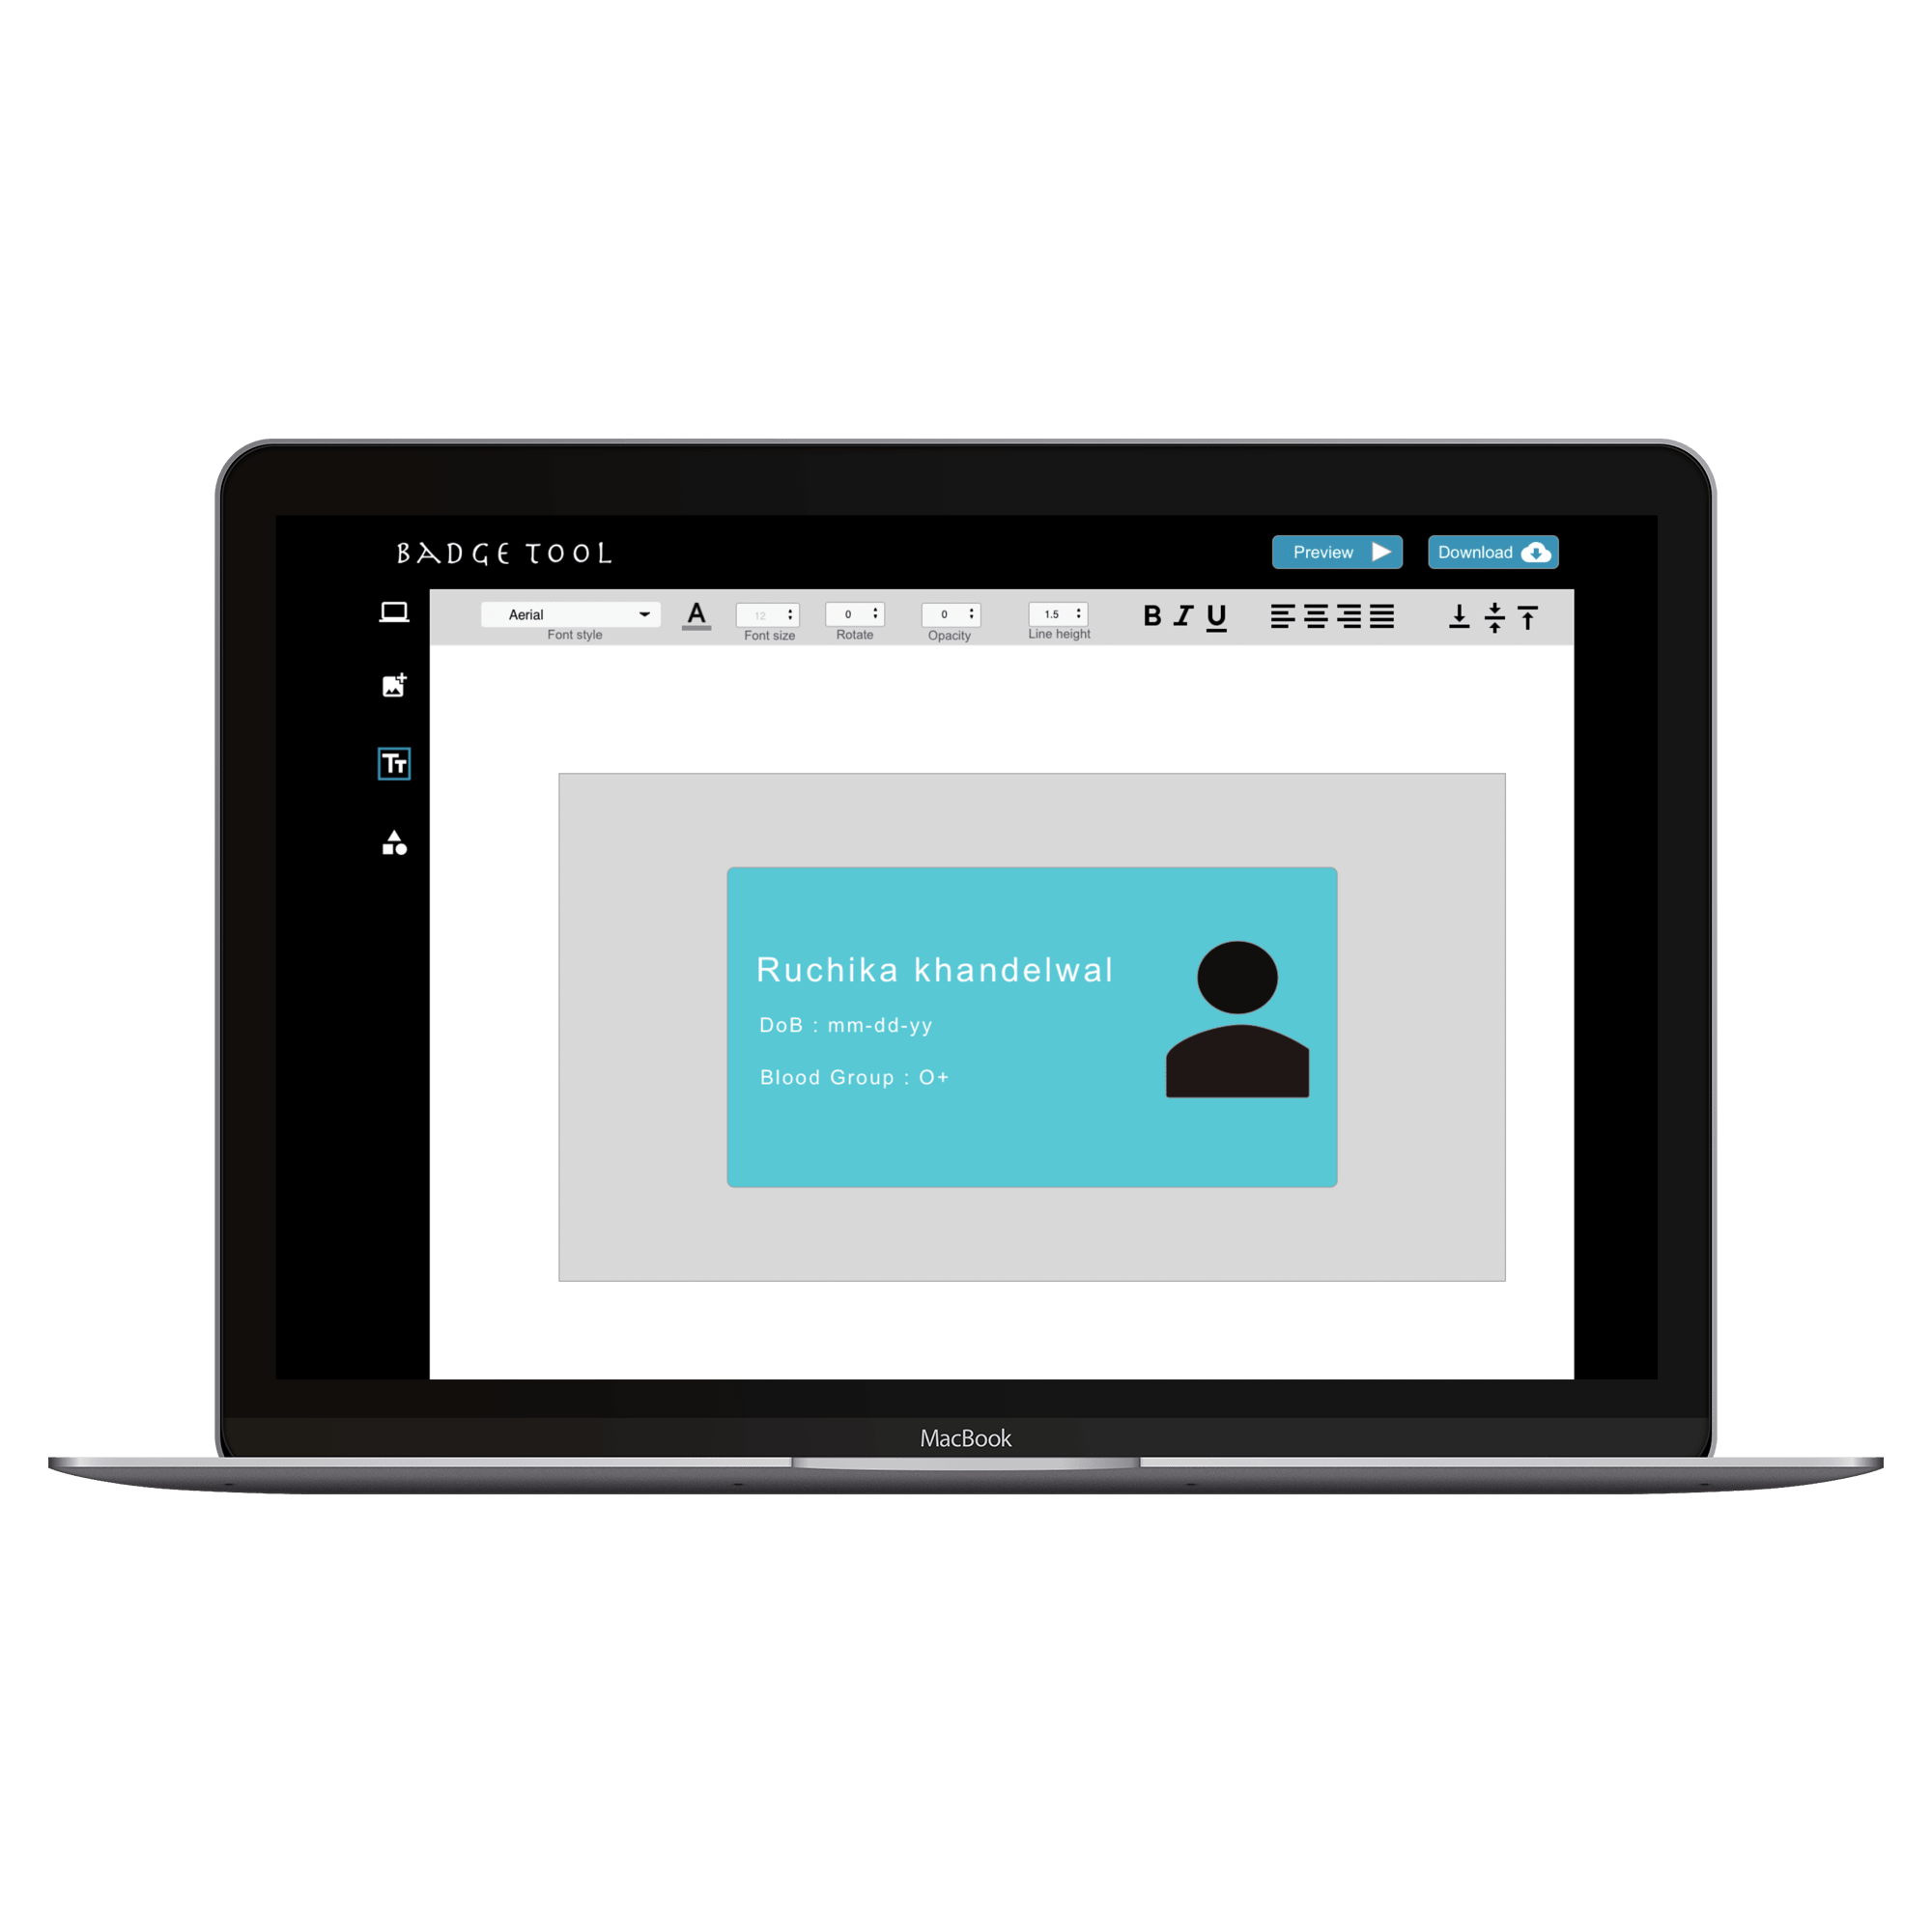 BADGE TOOL
Preview
Download
Aerial
A
12
0
0
1.5
B I U
Font style
Font size
Rotate
Opacity
Line height
TT
Ruchika khandelwal
DoB : mm-dd-yy
Blood Group : O+
MacBook